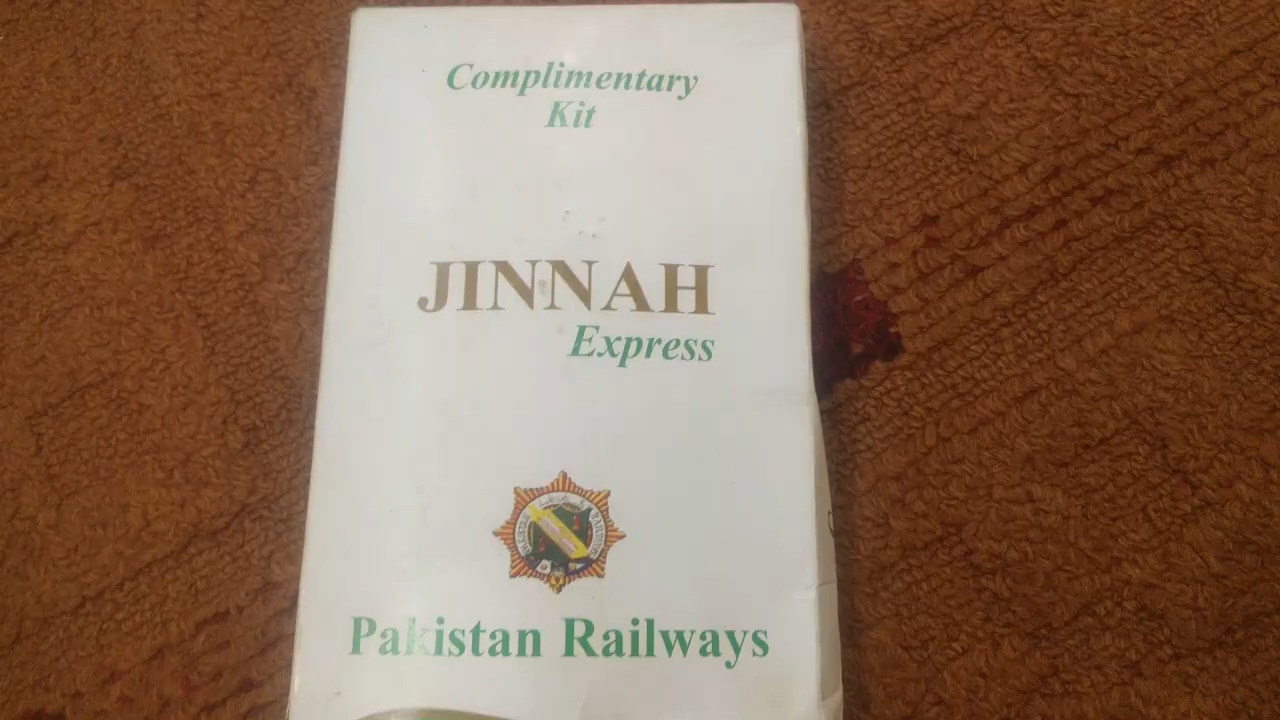 Complimentary
Kit
JINNAH
Express
Pakistan Railways